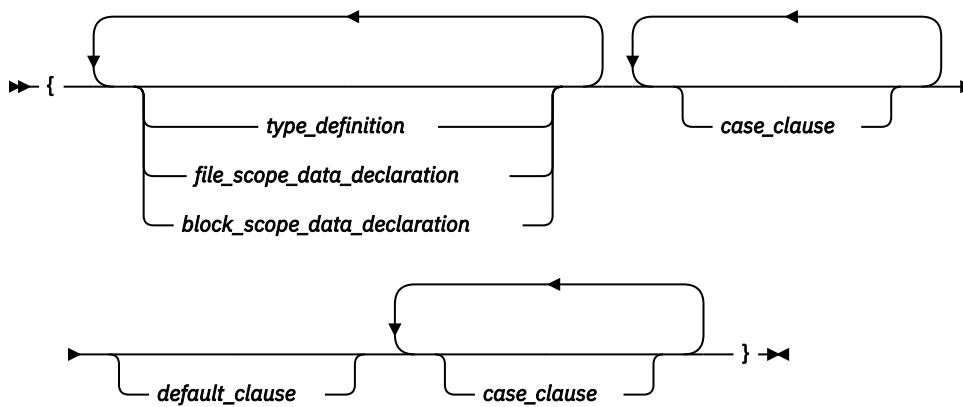 {
type_definition
case_clause
file_scope_data_declaration
block_scope_data_declaration
default_clause
case_clause
}